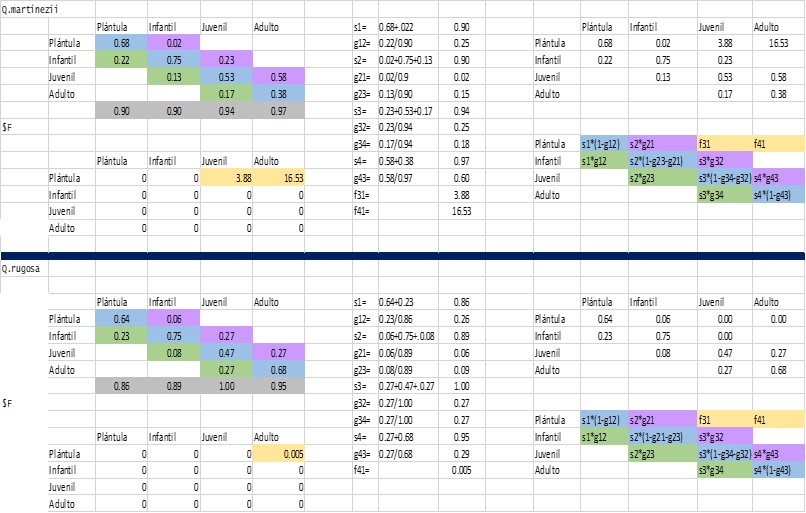 Q.martinezii
Plántula Infantil Juvenil Adulto s1= 0.68+.022 0.90 Plántula Infantil Juvenil Adulto
Plántula 0.68 0.02 g12= 0.22/0.90 0.25 Plántula 0.68 0.02 3.88 16.53
Infantil 0.22 0.75 0.23 s2= 0.02+0.75+0.13 0.90 Infantil 0.22 0.75 0.23
Juvenil 0.13 0.53 0.58 g21= 0.02/0.9 0.02 Juvenil 0.13 0.53 0.58
Adulto 0.17 0.38 g23= 0.13/0.90 0.15 Adulto 0.17 0.38
0.90 0.90 0.94 0.97 s3= 0.23+0.53+0.17 0.94
$F g32= 0.23/0.94 0.25
g34= 0.17/0.94 0.18 Plántula s1*(1-g12) s2*g21 f31 f41
Plántula Infantil Juvenil Adulto s4= 0.58+0.38 0.97 Infantil s1*g12 s2*(1-g23-g21) s3*g32
Plántula 0 0 3.88 16.53 g43= 0.58/0.97 0.60 Juvenil s2*g23 s3*(1-g34-g32) s4*g43
Infantil 0 0 0 0 f31= 3.88 Adulto s3*g34 s4*(1-g43)
Juvenil 0 0 0 0 f41= 16.53
Adulto 0 0 0 0
Q.rugosa
Plántula Infantil Juvenil Adulto s1= 0.64+0.23 0.86 Plántula Infantil Juvenil Adulto
Plántula 0.64 0.06 g12= 0.23/0.86 0.26 Plántula 0.64 0.06 0.00 0.00
Infantil 0.23 0.75 0.27 s2= 0.06+0.75+.0.08 0.89 Infantil 0.23 0.75 0.00
Juvenil 0.08 0.47 0.27 g21= 0.06/0.89 0.06 Juvenil 0.08 0.47 0.27
Adulto 0.27 0.68 g23= 0.08/0.89 0.09 Adulto 0.27 0.68
0.86 0.89 1.00 0.95 s3= 0.27+0.47+.0.27 1.00
$F g32= 0.27/1.00 0.27
g34= 0.27/1.00 0.27 Plántula s1*(1-g12) s2*g21 f31 f41
Plántula Infantil Juvenil Adulto s4= 0.27+0.68 0.95 Infantil s1*g12 s2*(1-g21-g23) s3*g32
Plántula 0 0 0 0.005 g43= 0.27/0.68 0.29 Juvenil s2*g23 s3*(1-g34-g32) s4*g43
Infantil 0 0 0 0 f41= 0.005 Adulto s3*g34 s4*(1-g43)
Juvenil 0 0 0 0
Adulto 0 0 0 0